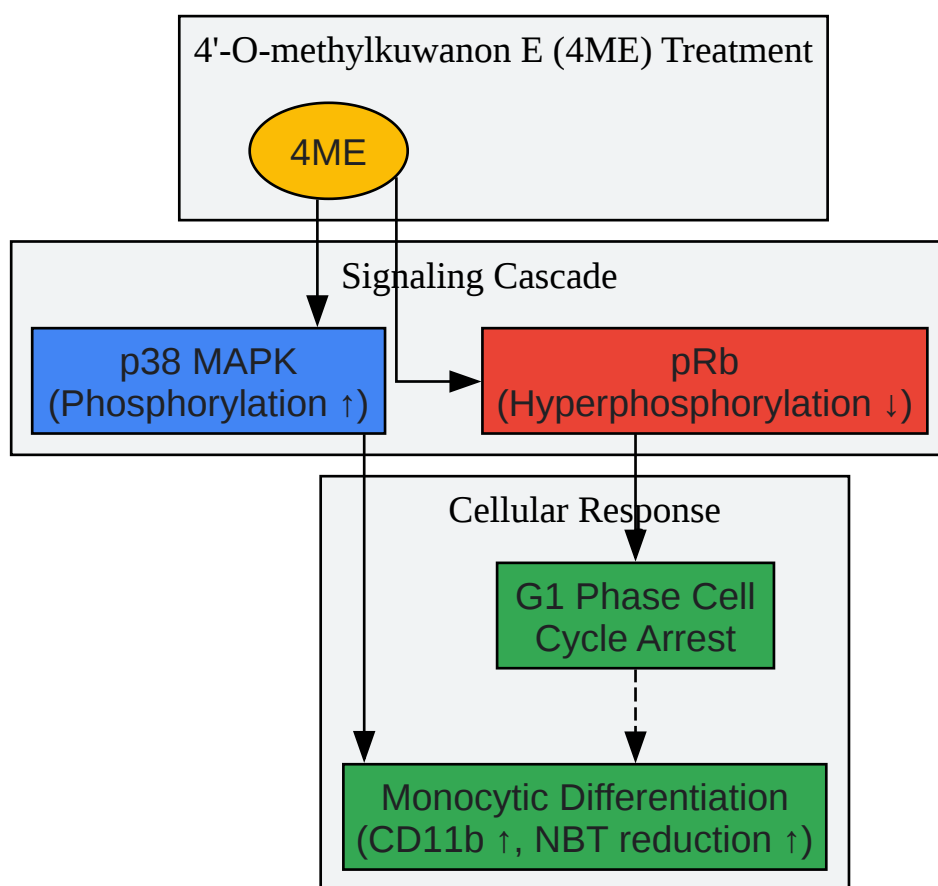 4'-O-methylkuwanon E (4ME) Treatment
4ME
Signaling Cascade
p38 MAPK
(Phosphorylation ↑)
pRb
(Hyperphosphorylation ↓)
Cellular Response
G1 Phase Cell
Cycle Arrest
Monocytic Differentiation
(CD11b ↑, NBT reduction ↑)